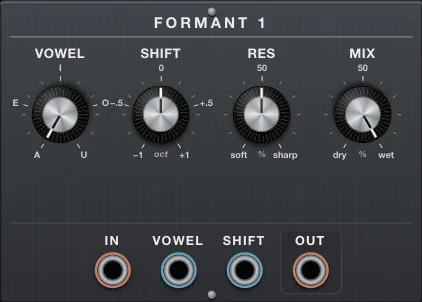 FORMANT 1
VOWEL SHIFT RES MIX
I 0 50 50
E O -.5 +.5
A U -1 oct +1 soft % sharp dry % wet
IN VOWEL SHIFT OUT